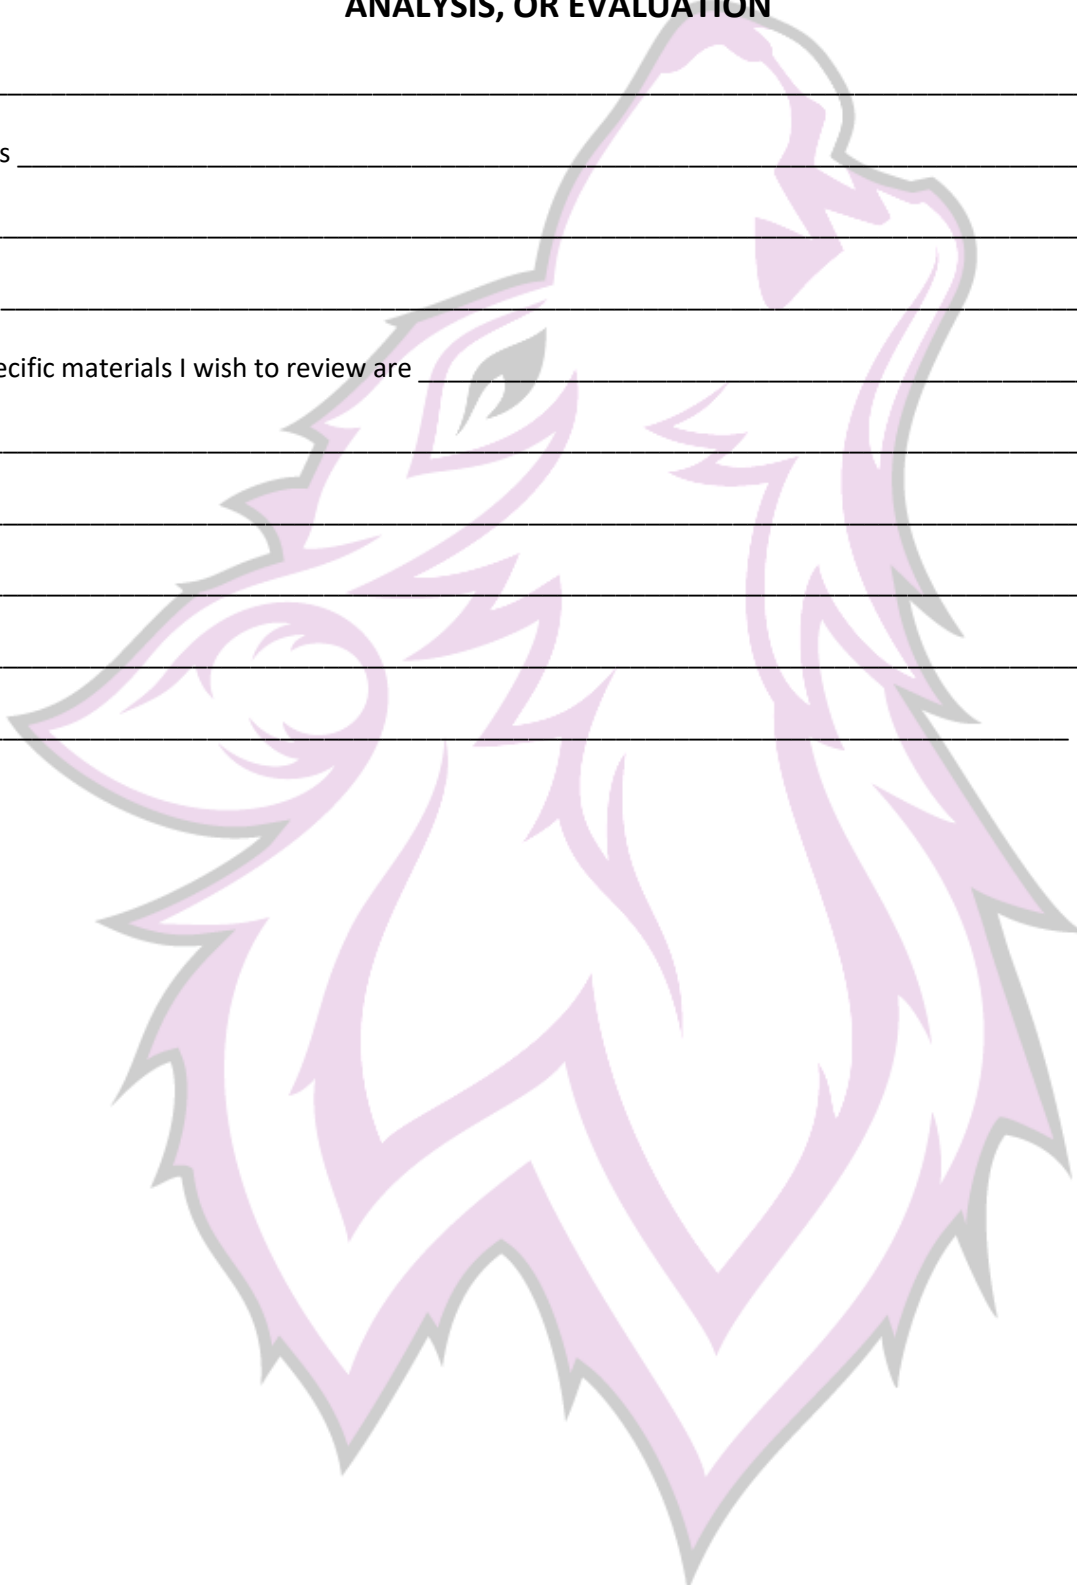 ANALYSIS, OR EVALUATION
s
ecific materials I wish to review are